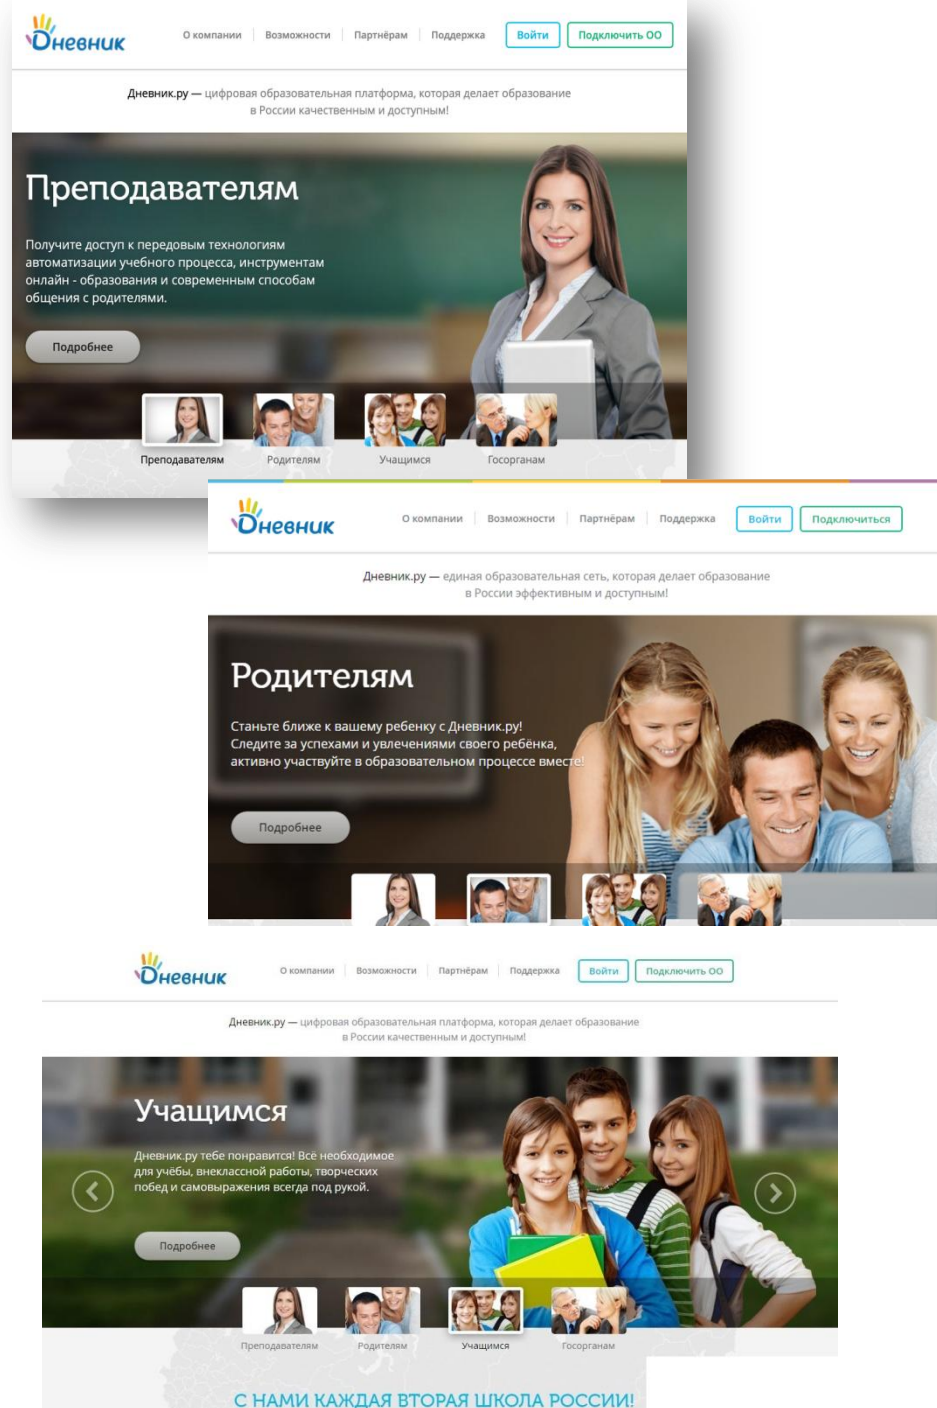 Дневник
О компании
Возможности
Партнёрам
Поддержка
Войти
Подключить ОО
Дневник.ру — цифровая образовательная платформа, которая делает образование
в России качественным и доступным!
Преподавателям
Получите доступ к передовым технологиям
автоматизации учебного процесса, инструментам
онлайн - образования и современным способам
общения с родителями.
Подробнее
Преподавателям
Родителям
Учащимся
Госорганам
Дневник
О компании
Возможности
Партнёрам
Поддержка
Войти
Подключиться
Дневник.ру — единая образовательная сеть, которая делает образование
в России эффективным и доступным!
Родителям
Станьте ближе к вашему ребенку с Дневник.ру!
Следите за успехами и увлечениями своего ребёнка,
активно участвуйте в образовательном процессе вместе!
Подробнее
Дневник
О компании
Возможности
Партнёрам
Поддержка
Войти
Подключить ОО
Дневник.ру — цифровая образовательная платформа, которая делает образование
в России качественным и доступным!
Учащимся
Дневник.ру тебе понравится! Всё необходимое
для учёбы, внеклассной работы, творческих
побед и самовыражения всегда под рукой.
Подробнее
Преподавателям
Родителям
Учащимся
Госорганам
С НАМИ КАЖДАЯ ВТОРАЯ ШКОЛА РОССИИ!